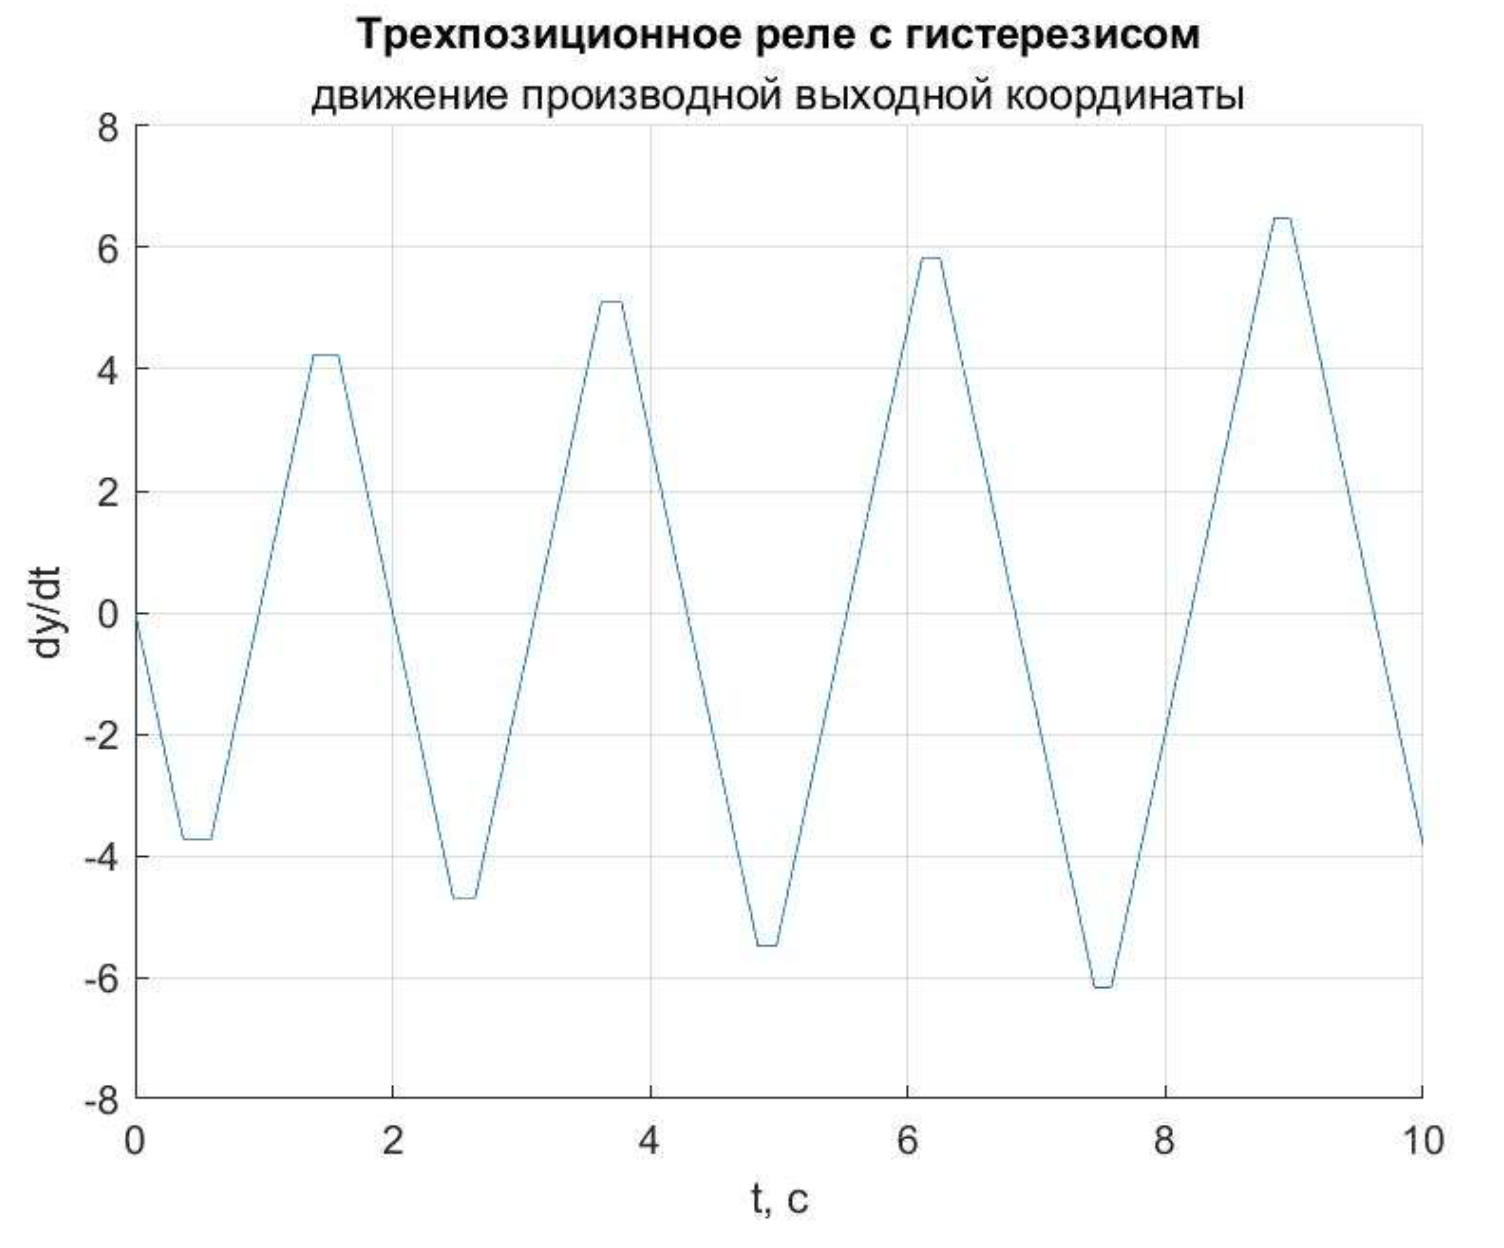 Трехпозиционное реле с гистерезисом
движение производной выходной координаты
8
6
4
2
0
-2
-4
-6
-8
dy/dt
0 2 4 6 8 10
t, с